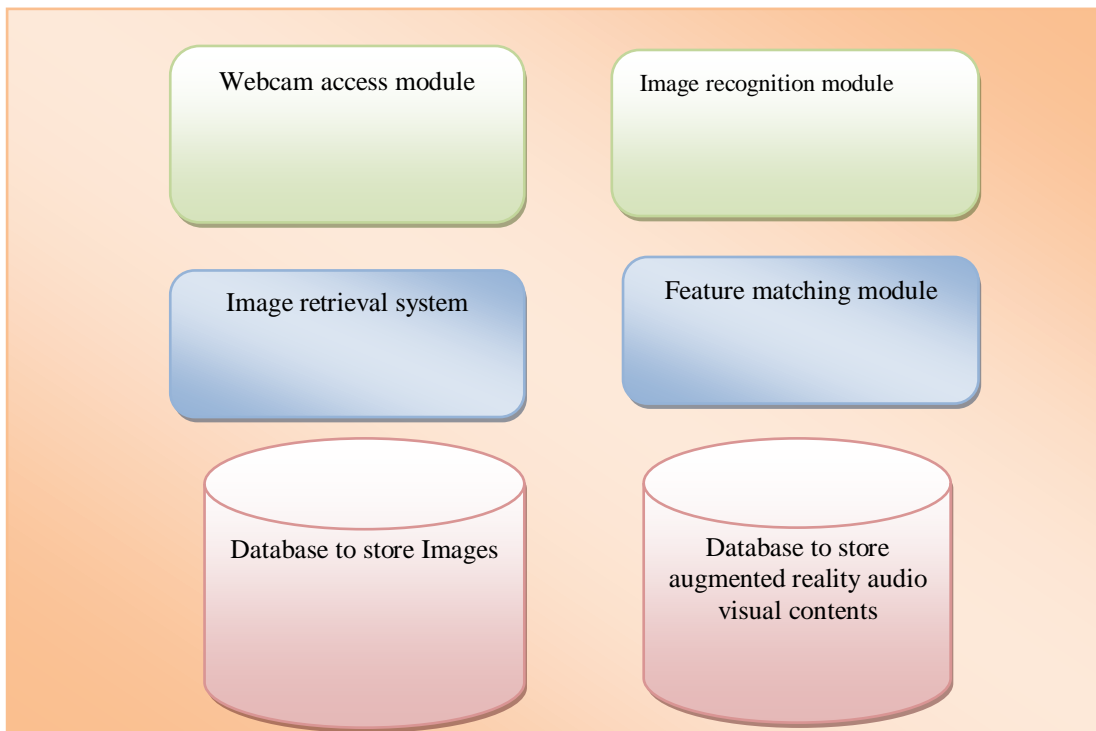 Webcam access module
Image recognition module
Image retrieval system
Feature matching module
Database to store Images
Database to store
augmented reality audio
visual contents